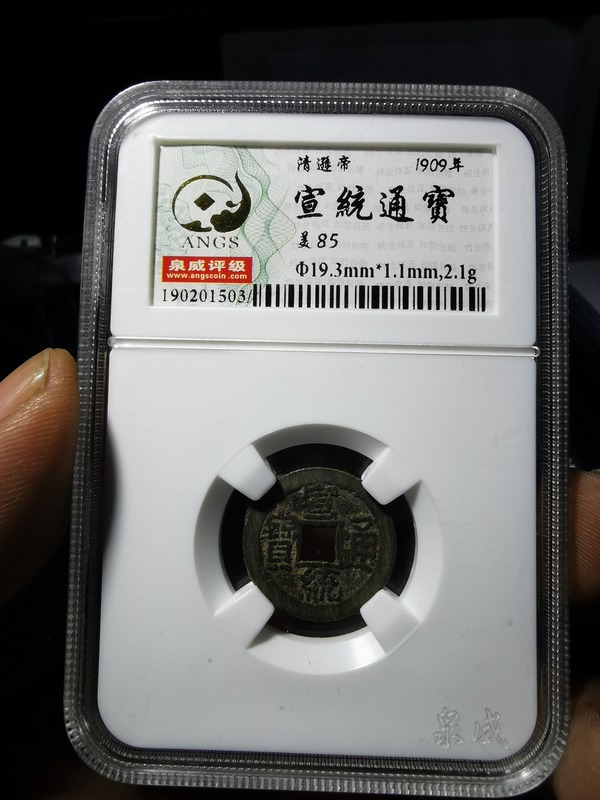 清遜帝 1909年
宣統通寶
美85
Φ19.3mm*1.1mm,2.1g
ANGS
泉威评级
www.angscoin.com
190201503/
宣
寳 通
統
泉威